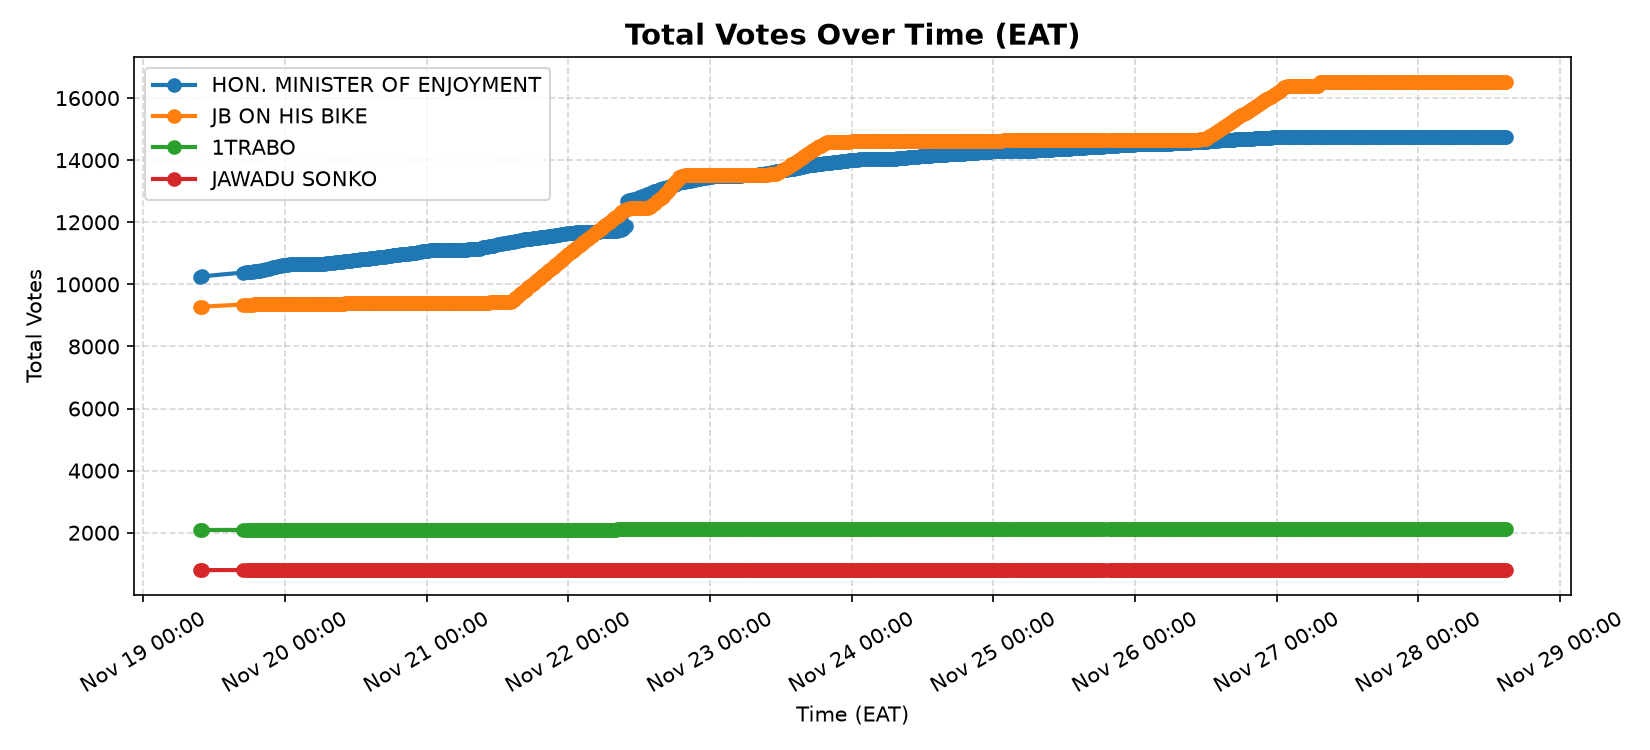 Total Votes Over Time (EAT)
HON. MINISTER OF ENJOYMENT
JB ON HIS BIKE
1TRABO
JAWADU SONKO
Total Votes
16000
14000
12000
10000
8000
6000
4000
2000
Nov 19 00:00
Nov 20 00:00
Nov 21 00:00
Nov 22 00:00
Nov 23 00:00
Nov 24 00:00
Nov 25 00:00
Nov 26 00:00
Nov 27 00:00
Nov 28 00:00
Nov 29 00:00
Time (EAT)